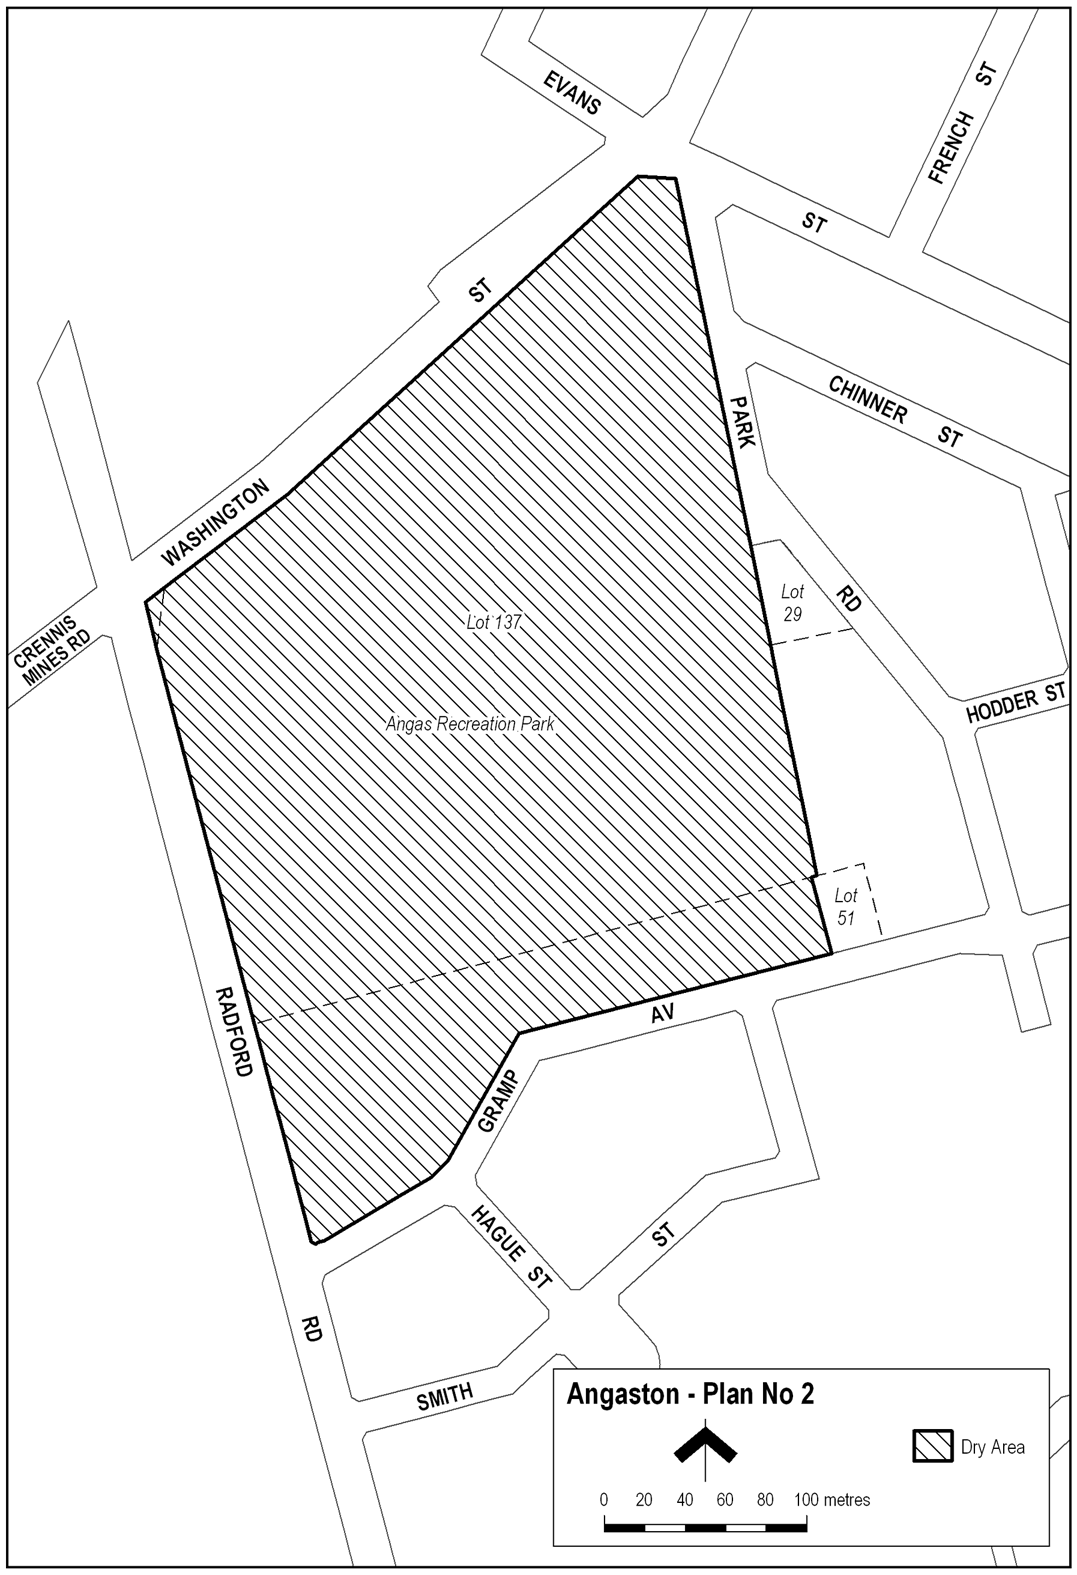 EVANS
ST
FRENCH ST
ST
CHINNER ST
PARK
WASHINGTON
CRENNIS
MINES RD
Lot
29
RD
Lot 137
HODDER ST
Angas Recreation Park
Lot
51
RADFORD
AV
GRAMP
HAGUE ST
ST
RD
SMITH
Angaston - Plan No 2
Dry Area
0 20 40 60 80 100 metres